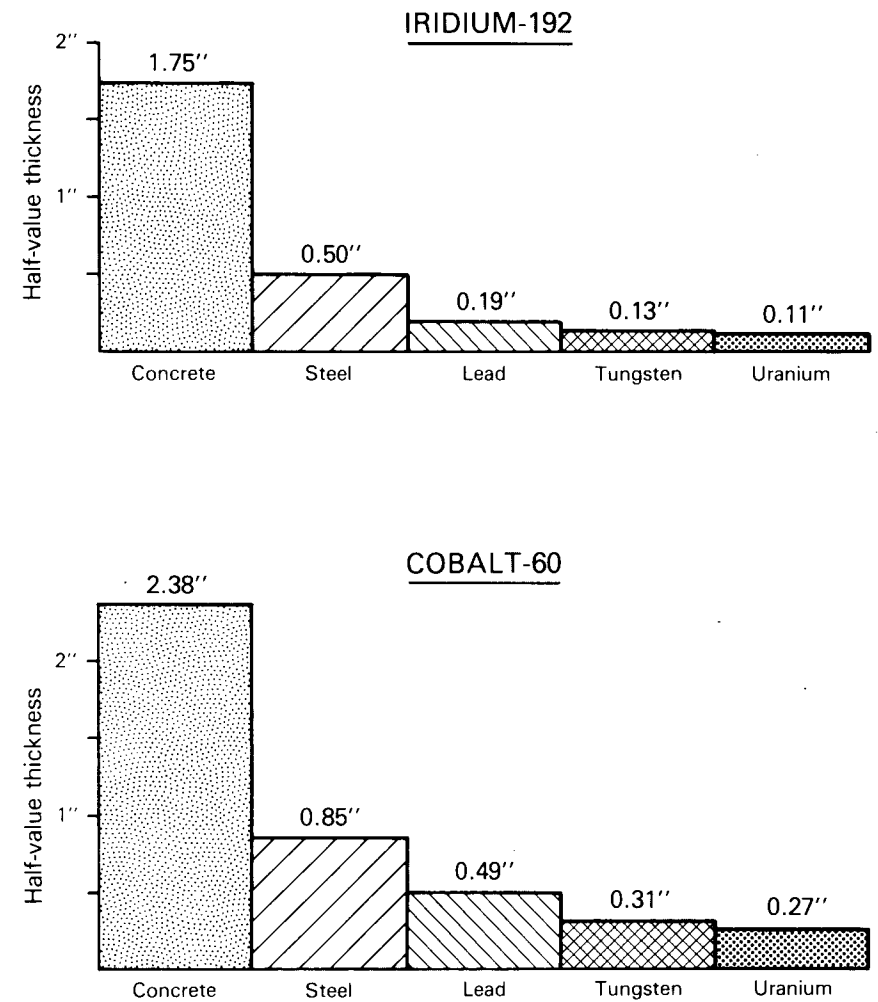 IRIDIUM-192
2''
1.75''
1''
Half-value thickness
0.50''
0.19''
0.13''
0.11''
Concrete
Steel
Lead
Tungsten
Uranium
COBALT-60
2.38''
2''
1''
Half-value thickness
0.85''
0.49''
0.31''
0.27''
Concrete
Steel
Lead
Tungsten
Uranium